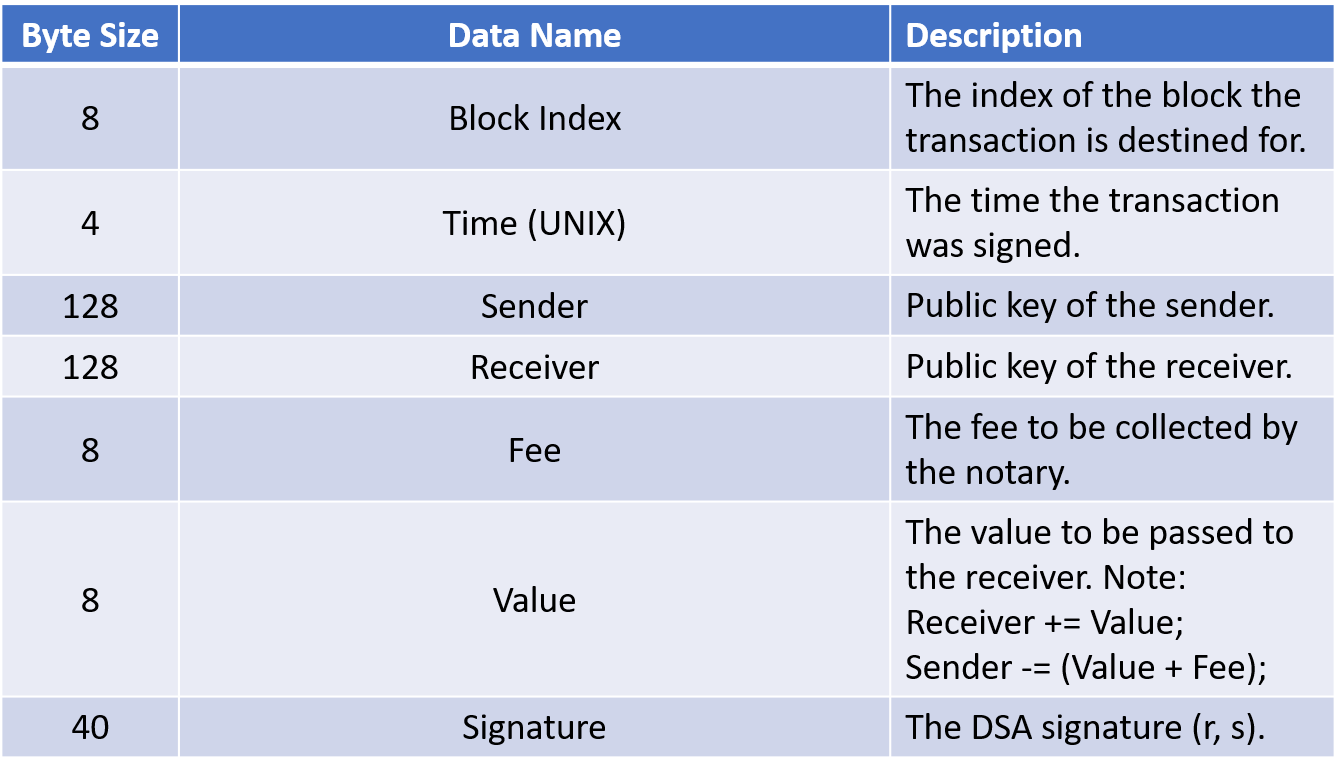 Byte Size Data Name Description
8 Block Index The index of the block the
transaction is destined for.
4 Time (UNIX) The time the transaction
was signed.
128 Sender Public key of the sender.
128 Receiver Public key of the receiver.
8 Fee The fee to be collected by
the notary.
8 Value The value to be passed to
the receiver. Note:
Receiver += Value;
Sender -= (Value + Fee);
40 Signature The DSA signature (r, s).